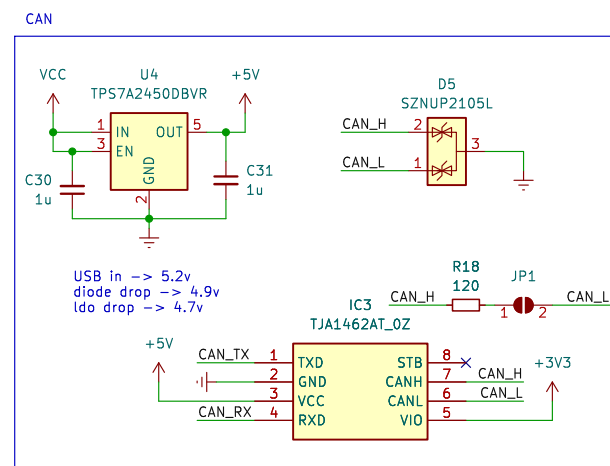 CAN
VCC
U4
TPS7A2450DBVR
+5V
1 IN OUT 5
3 EN
GND
2
C30
1u
C31
1u
D5
SZNUP2105L
CAN_H 2
3
CAN_L 1
USB in -> 5.2v
diode drop -> 4.9v
ldo drop -> 4.7v
R18
120
JP1
CAN_H
1 2
CAN_L
IC3
TJA1462AT_0Z
+5V
+3V3
CAN_TX 1 TXD STB 8
2 GND CANH 7 CAN_H
3 VCC CANL 6 CAN_L
CAN_RX 4 RXD VIO 5